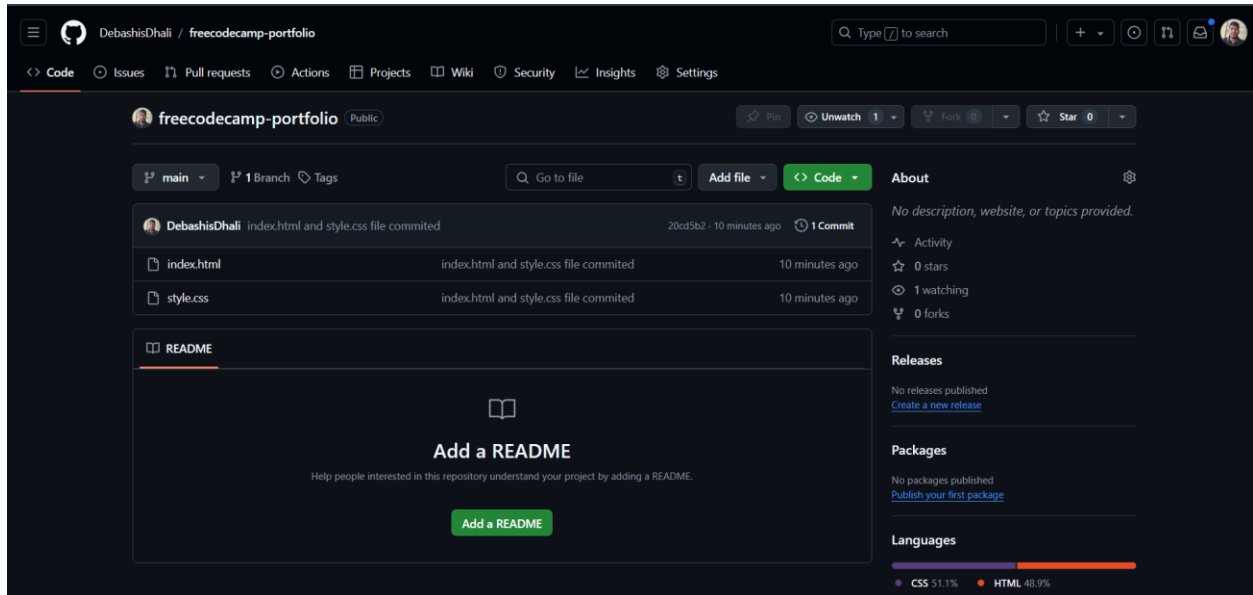 DebashisDhali / freecodecamp-portfolio
Type / to search
Code Issues Pull requests Actions Projects Wiki Security Insights Settings
freecodecamp-portfolio Public
Pin Unwatch 1 Fork 0 Star 0
main 1 Branch Tags Go to file t Add file Code
About
No description, website, or topics provided.
DebashisDhali index.html and style.css file commited 20cd5b2 · 10 minutes ago 1 Commit
index.html index.html and style.css file commited 10 minutes ago
style.css index.html and style.css file commited 10 minutes ago
Activity
0 stars
1 watching
0 forks
README
Add a README
Help people interested in this repository understand your project by adding a README.
Add a README
Releases
No releases published
Create a new release
Packages
No packages published
Publish your first package
Languages
CSS 51.1% HTML 48.9%